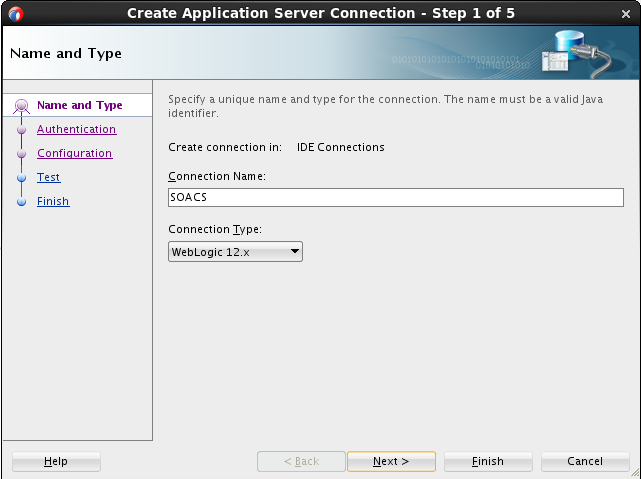 Create Application Server Connection - Step 1 of 5
Name and Type
Name and Type
Authentication
Configuration
Test
Finish
Specify a unique name and type for the connection. The name must be a valid Java
identifier.
Create connection in: IDE Connections
Connection Name:
SOACS
Connection Type:
WebLogic 12.x
Help
< Back
Next >
Finish
Cancel